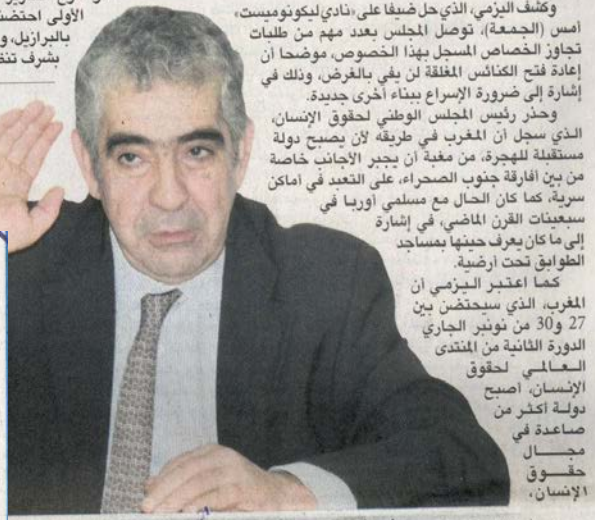 وكشف اليزمي، الذي حل ضيفا على «نادي ليكونوميست»
أمس (الجمعة)، توصل المجلس بعدد مهم من طلبات
تجاوز الخصاص المسجل بهذا الخصوص، موضحا أن
إعادة فتح الكنائس المغلقة لن يفي بالغرض، وذلك في
إشارة إلى ضرورة الإسراع ببناء أخرى جديدة.
وحذر رئيس المجلس الوطني لحقوق الإنسان،
الذي سجل أن المغرب في طريقه لأن يصبح دولة
مستقبلة للهجرة، من مغبة أن يجبر الأجانب خاصة
من بين أفارقة جنوب الصحراء، على التعبد في أماكن
سرية، كما كان الحال مع مسلمي أوربا في
سبعينات القرن الماضي، في إشارة
إلى ما كان يعرف حينها بمساجد
الطوابق تحت أرضية.
كما اعتبر اليزمي أن
المغرب، الذي سيحتضن بين
27 و30 من نونبر الجاري
الدورة الثانية من المنتدى
العالمي لحقوق
الإنسان، أصبح
دولة أكثر من
صاعدة في
مجال
حقوق
الإنسان،
الأولى احتضنت
بالبرازيل، و
بشرف تنظ